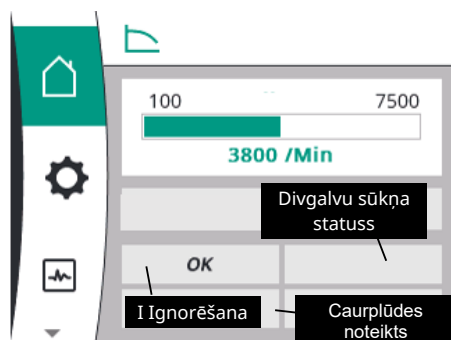 100
7500
3800 /Min
Divgalvu sūkņa
statuss
OK
I Ignorēšana
Caurplūdes
noteikts